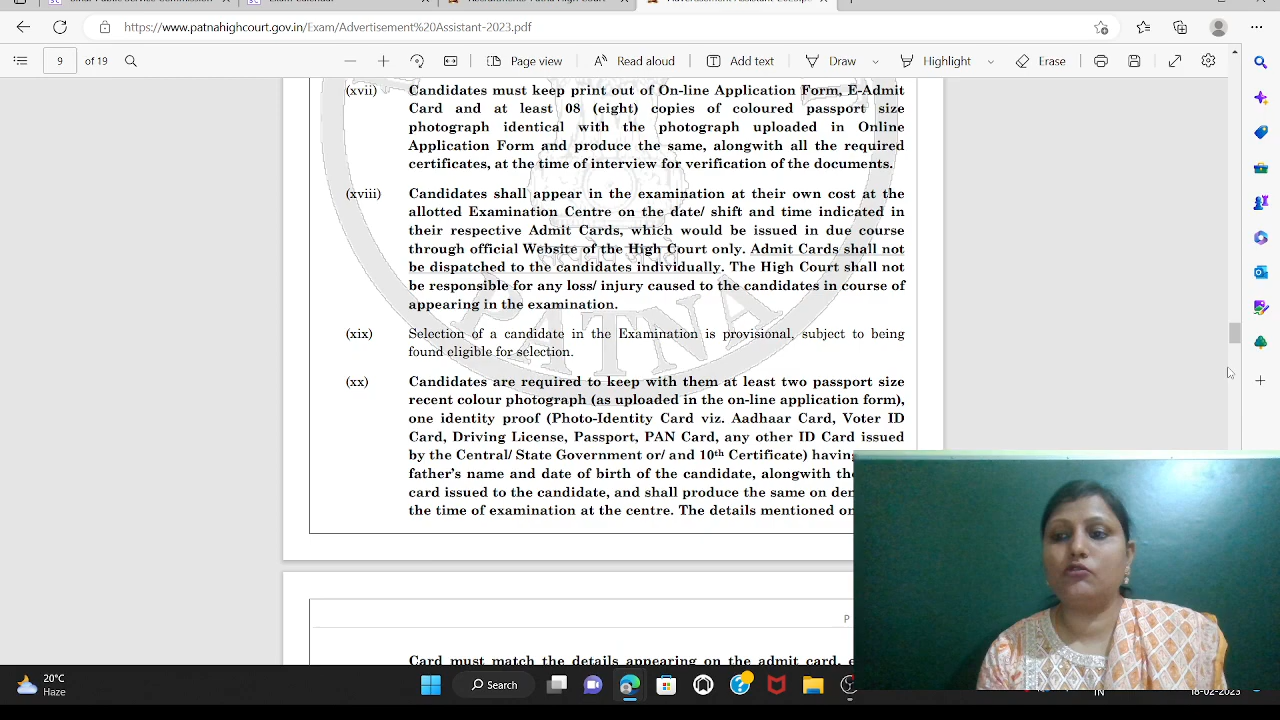 https://www.patnahighcourt.gov.in/Exam/Advertisement%20Assistant-2023.pdf
9 of 19 Page view Read aloud Add text Draw Highlight Erase
(xvii) Candidates must keep print out of On-line Application Form, E-Admit
Card and at least 08 (eight) copies of coloured passport size
photograph identical with the photograph uploaded in Online
Application Form and produce the same, alongwith all the required
certificates, at the time of interview for verification of the documents.
(xviii) Candidates shall appear in the examination at their own cost at the
allotted Examination Centre on the date/ shift and time indicated in
their respective Admit Cards, which would be issued in due course
through official Website of the High Court only. Admit Cards shall not
be dispatched to the candidates individually. The High Court shall not
be responsible for any loss/ injury caused to the candidates in course of
appearing in the examination.
PATNA
(xix) Selection of a candidate in the Examination is provisional, subject to being
found eligible for selection.
(xx) Candidates are required to keep with them at least two passport size
recent colour photograph (as uploaded in the on-line application form),
one identity proof (Photo-Identity Card viz. Aadhaar Card, Voter ID
Card, Driving License, Passport, PAN Card, any other ID Card issued
by the Central/ State Government or/ and 10th Certificate) having
father's name and date of birth of the candidate, alongwith the
card issued to the candidate, and shall produce the same on
the time of examination at the centre. The details mentioned
P
Card must match the details appearing on the admit card,
20°C
Haze
Search
IN
18-02-2023